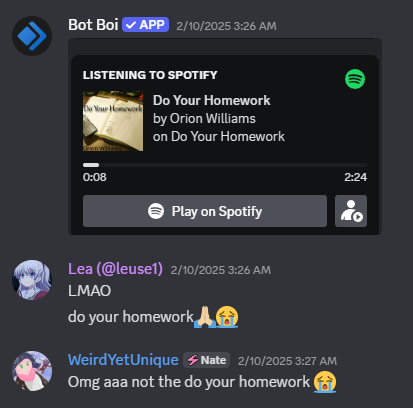 Bot Boi ✓ APP 2/10/2025 3:26 AM
LISTENING TO SPOTIFY
Do Your Homework
Orion Williams
Do Your Homework
by Orion Williams
on Do Your Homework
0:08 2:24
Play on Spotify
Lea (@leuse1) 2/10/2025 3:26 AM
LMAO
do your homework🙏🏼😭
WeirdYetUnique Nate 2/10/2025 3:27 AM
Omg aaa not the do your homework 😭